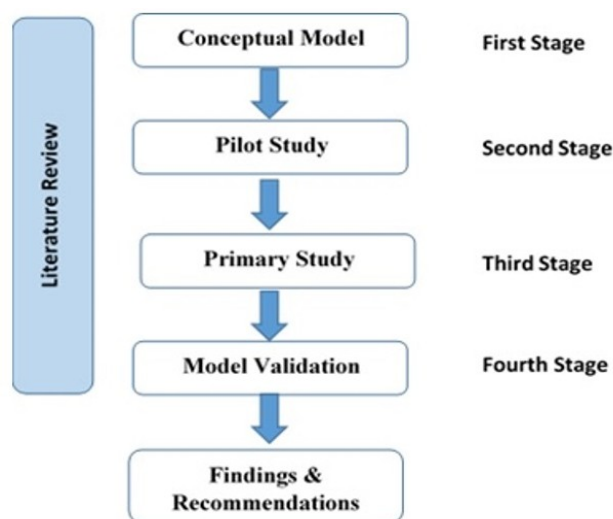 Literature Review
Conceptual Model
First Stage
Pilot Study
Second Stage
Primary Study
Third Stage
Model Validation
Fourth Stage
Findings &
Recommendations